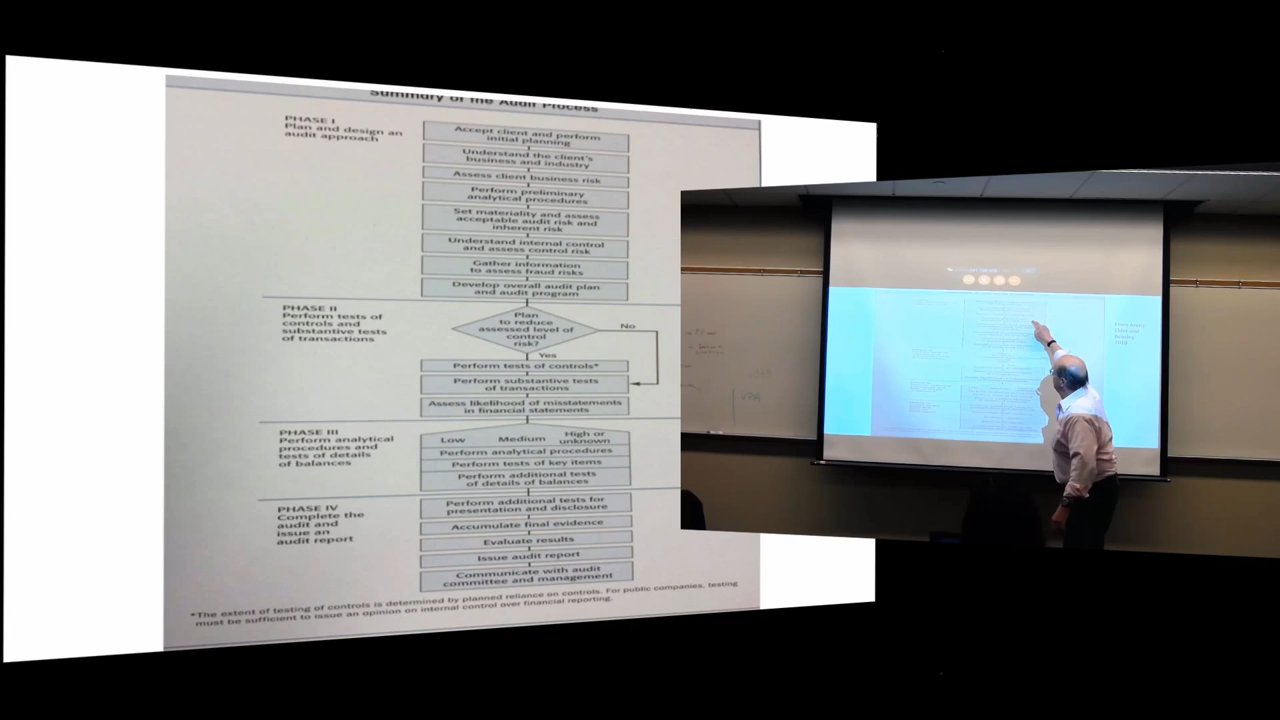 Summary of the Audit Process
PHASE I
Plan and design an
audit approach
Accept client and perform
initial planning
Understand the client's
business and industry
Assess client business risk
Perform preliminary
analytical procedures
Set materiality and assess
acceptable audit risk and
inherent risk
Understand internal control
and assess control risk
Gather information
to assess fraud risks
Develop overall audit plan
and audit program
PHASE II
Perform tests of
controls and
substantive tests
of transactions
Plan
to reduce
assessed level of
control
risk?
No
Yes
Perform tests of controls*
Perform substantive tests
of transactions
Assess likelihood of misstatements
in financial statements
PHASE III
Perform analytical
procedures and
tests of details
of balances
Low Medium High or
unknown
Perform analytical procedures
Perform tests of key items
Perform additional tests
of details of balances
PHASE IV
Complete the
audit and
issue an
audit report
Perform additional tests for
presentation and disclosure
Accumulate final evidence
Evaluate results
Issue audit report
Communicate with audit
committee and management
*The extent of testing of controls is determined by planned reliance on controls. For public companies, testing
must be sufficient to issue an opinion on internal control over financial reporting.